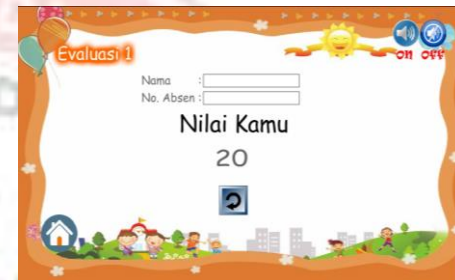 Evaluasi 1
on off
Nama :
No. Absen :
Nilai Kamu
20